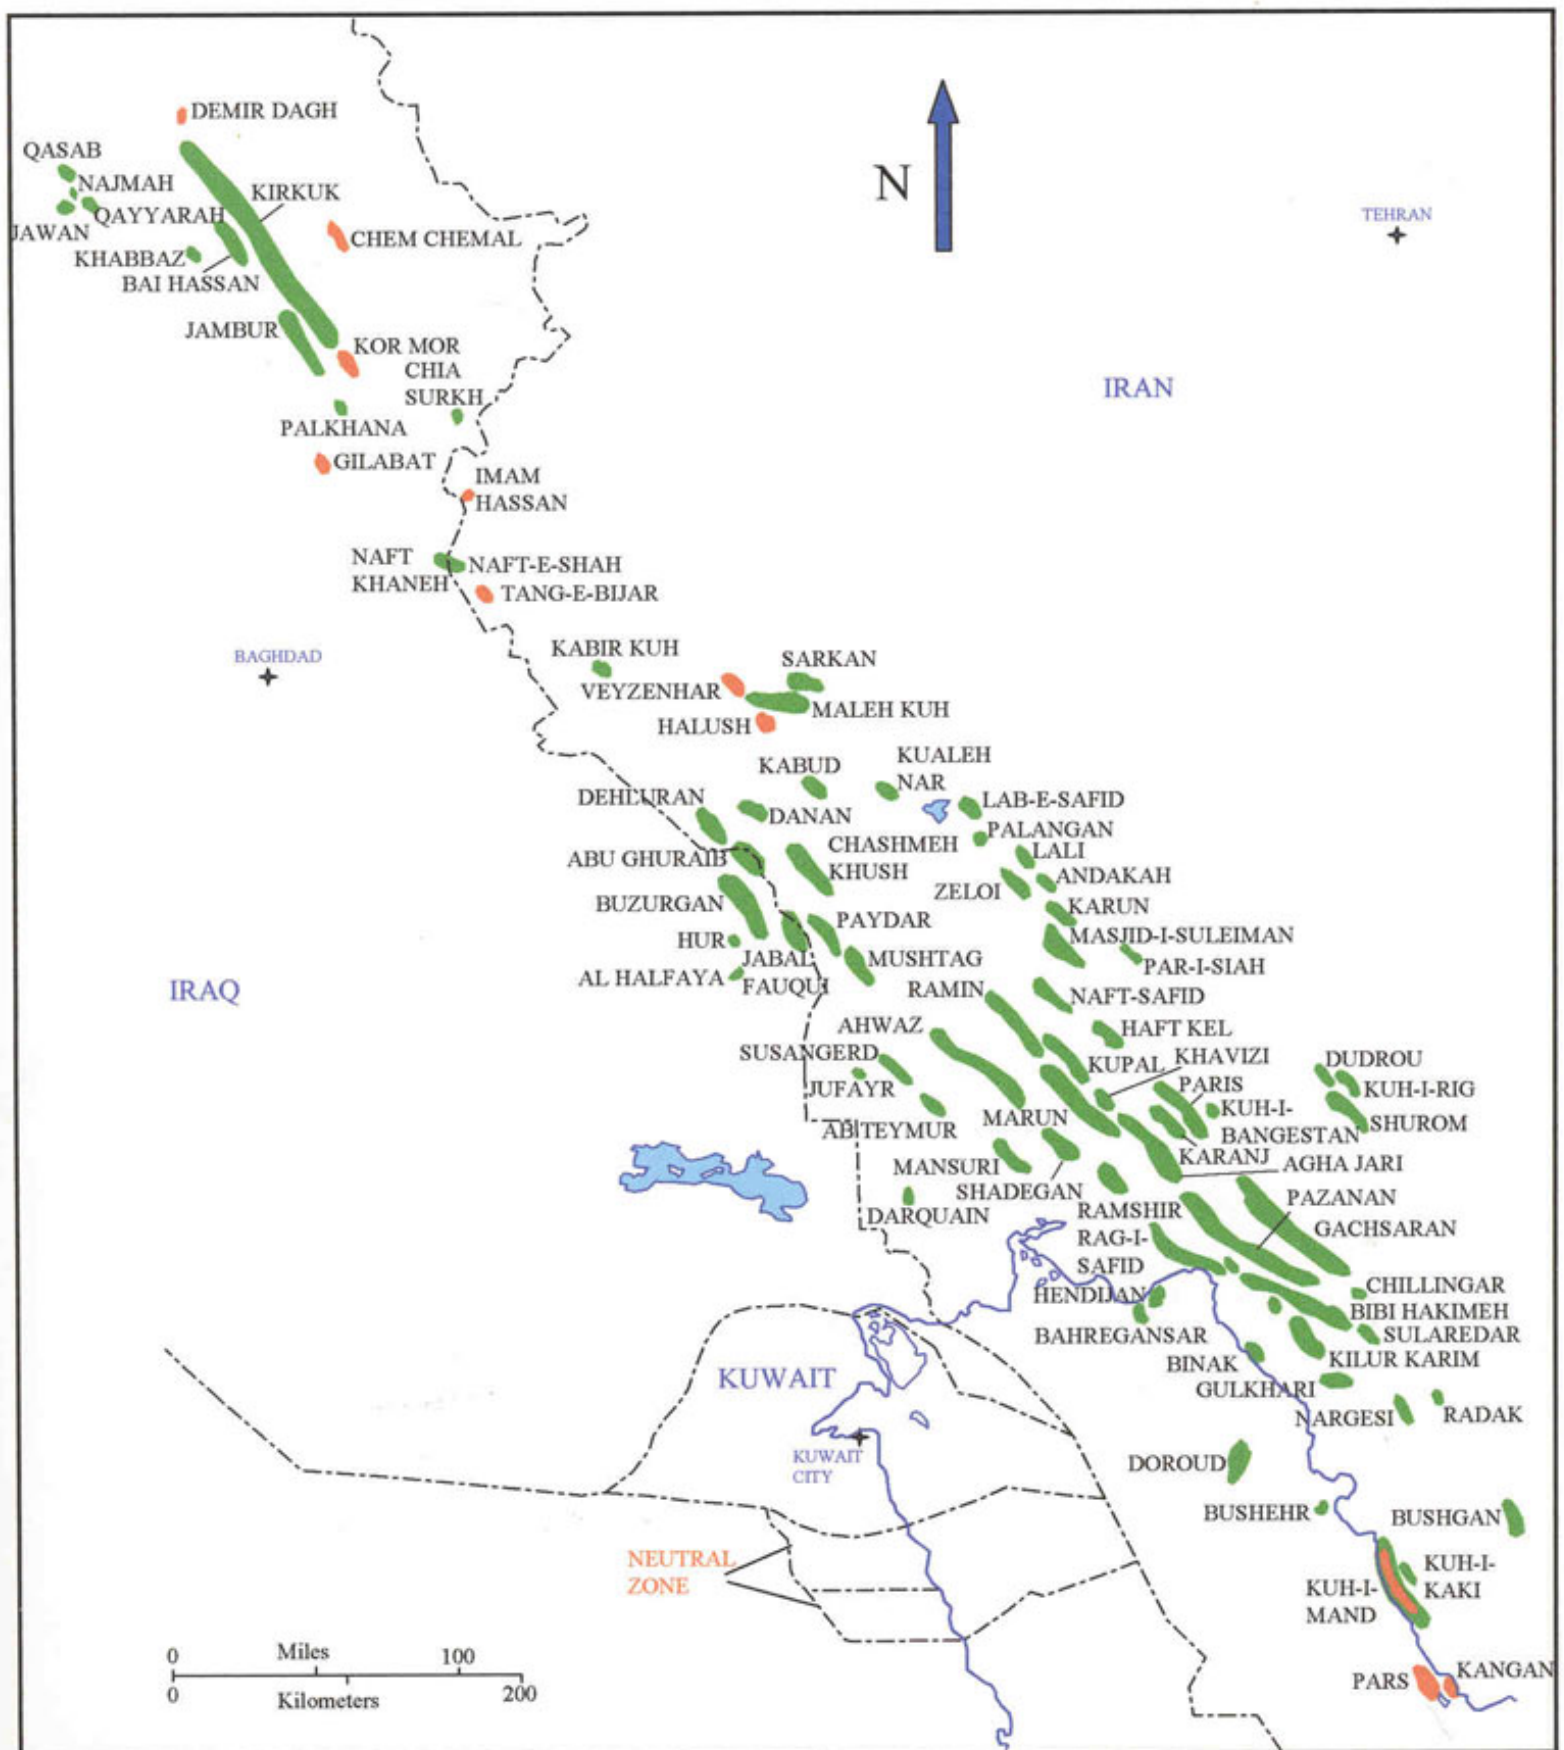 DEMIR DAGH
QASAB
NAJMAH
KIRKUK
QAYYARAH
JAWAN
CHEM CHEMAL
KHABBAZ
BAI HASSAN
JAMBUR
KOR MOR
CHIA
SURKH
PALKHANA
GILABAT
IMAM
HASSAN
NAFT
KHANEH
NAFT-E-SHAH
TANG-E-BIJAR
N
TEHRAN
IRAN
BAGHDAD
KABIR KUH
SARKAN
VEYZENHAR
MALEH KUH
HALUSH
KABUD
KUALEH
NAR
DEHLURAN
DANAN
LAB-E-SAFID
PALANGAN
CHASHMEH
KHUSH
LALI
ABU GHURAIB
ZELOI
ANDAKAH
BUZURGAN
KARUN
PAYDAR
MASJID-I-SULEIMAN
HUR
JABAL
FAUQUI
MUSHTAG
PAR-I-SIAH
AL HALFAYA
IRAQ
RAMIN
NAFT-SAFID
AHWAZ
HAFT KEL
SUSANGERD
KHAVIZI
KUPAL
DUDROU
JUFAYR
PARIS
KUH-I-RIG
KUH-I-
BANGESTAN
MARUN
SHUROM
ABTEYMUR
KARANJ
AGHA JARI
MANSURI
SHADEGAN
PAZANAN
DARQUAIN
RAMSHIR
GACHSARAN
RAG-I-
SAFID
HENDIJAN
CHILLINGAR
BIBI HAKIMEH
BAHREGANSAR
SULAREDAR
BINAK
KILUR KARIM
KUWAIT
GULKHARI
NARGESI
RADAK
KUWAIT
CITY
DOROUD
BUSHEHR
BUSHGAN
NEUTRAL
ZONE
KUH-I-
KAKI
KUH-I-
MAND
PARS
KANGAN
0 Miles 100
0 Kilometers 200